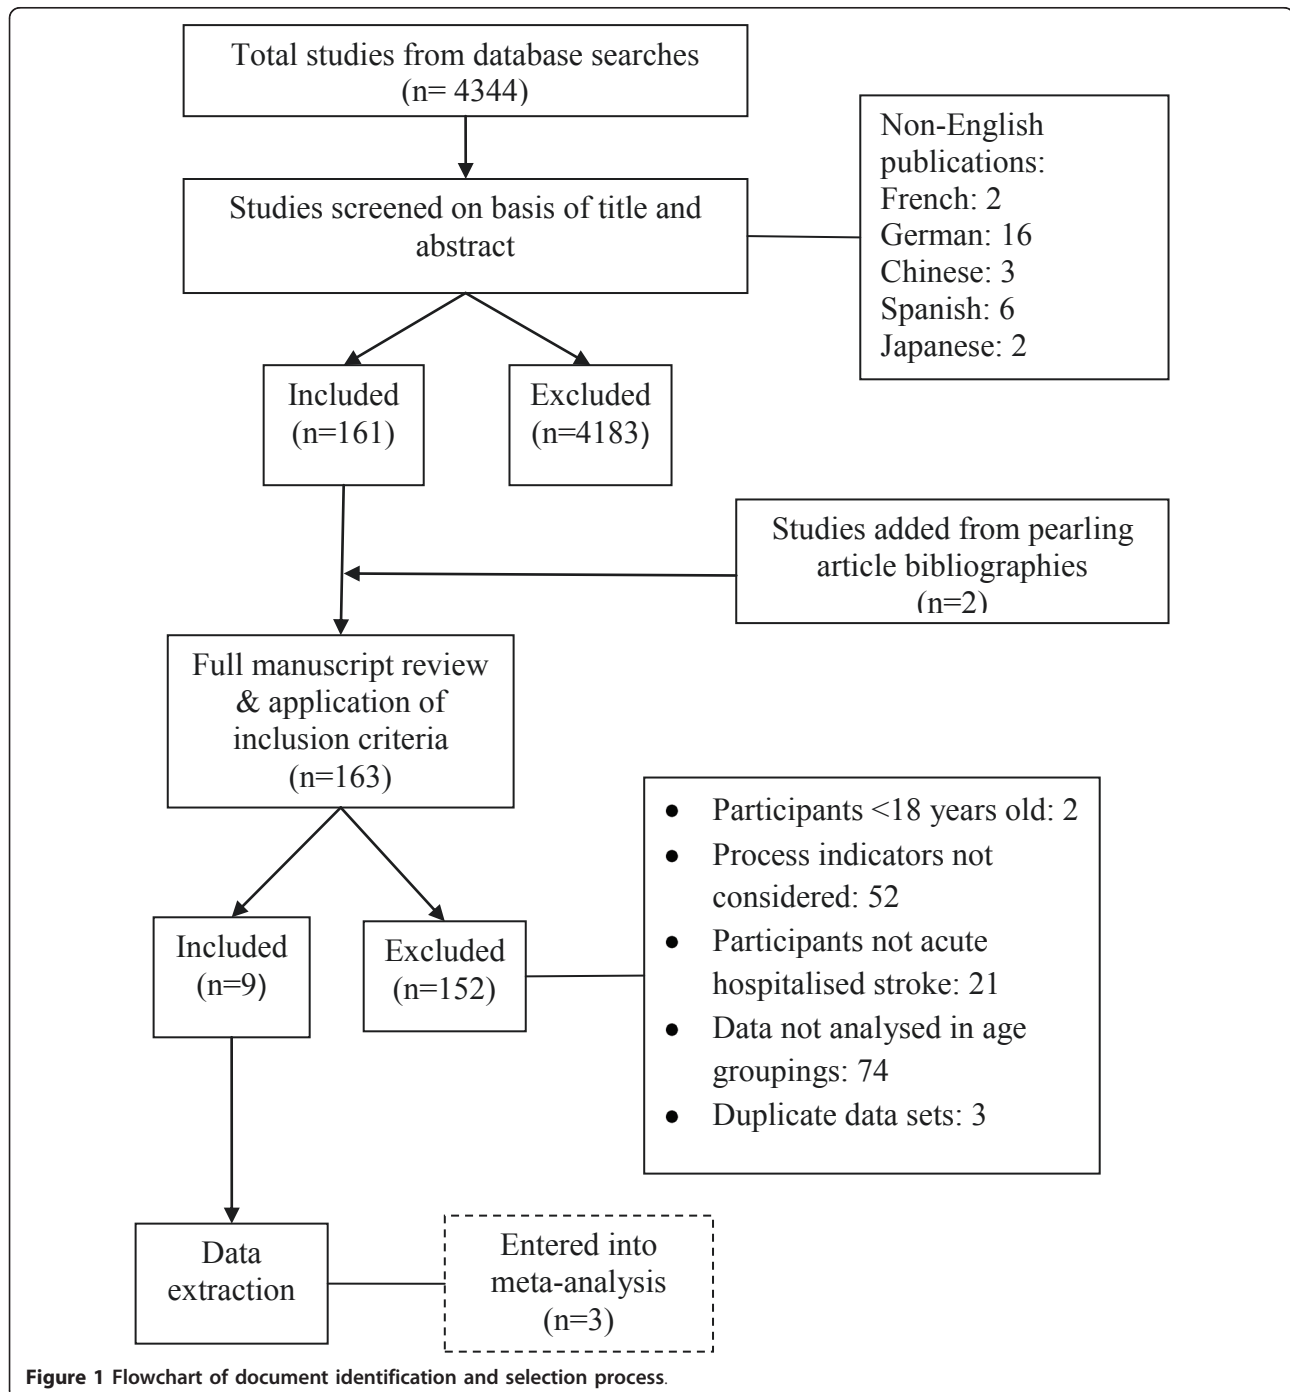 Total studies from database searches
(n= 4344)
Non-English
publications:
French: 2
German: 16
Chinese: 3
Spanish: 6
Japanese: 2
Studies screened on basis of title and
abstract
Included
(n=161)
Excluded
(n=4183)
Studies added from pearling
article bibliographies
(n=2)
Full manuscript review
& application of
inclusion criteria
(n=163)
Included
(n=9)
Excluded
(n=152)
● Participants <18 years old: 2
● Process indicators not
considered: 52
● Participants not acute
hospitalised stroke: 21
● Data not analysed in age
groupings: 74
● Duplicate data sets: 3
Data
extraction
Entered into
meta-analysis
(n=3)
Figure 1 Flowchart of document identification and selection process.